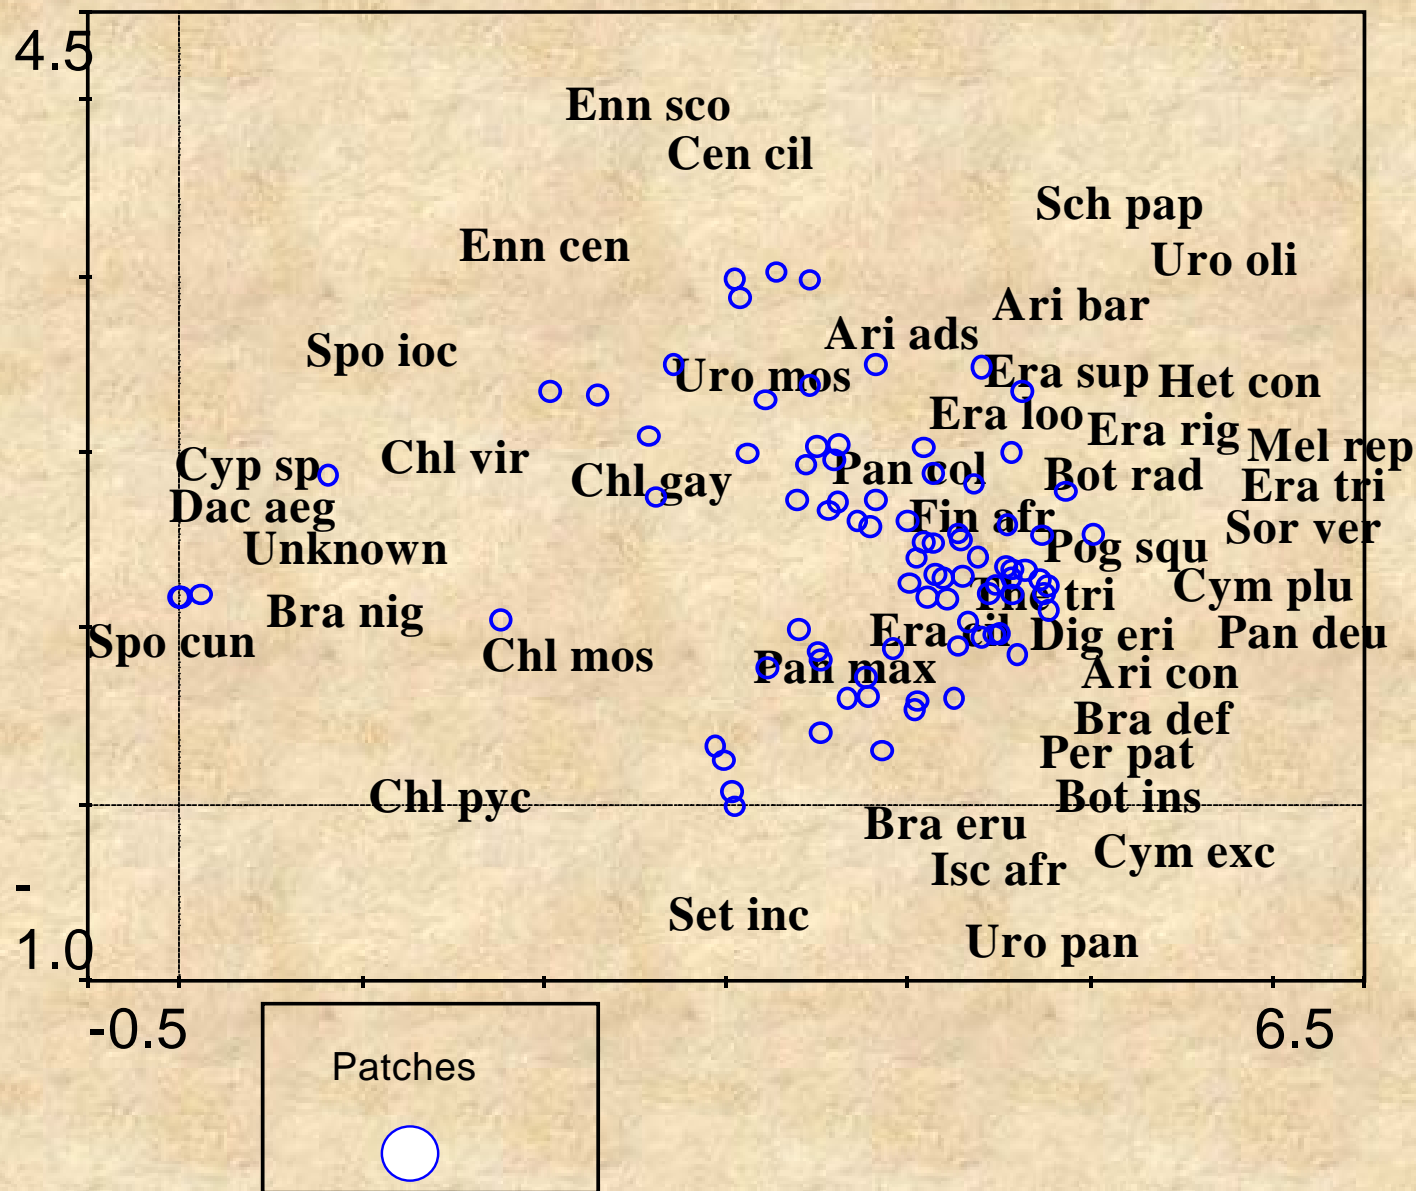 4.5
Enn sco
Cen cil
Sch pap
Enn cen
Uro oli
Ari bar
Ari ads
Spo ioc
Uro mos
Era sup
Het con
Era loo
Era rig
Mel rep
Cyp sp
Chl vir
Chl gay
Pan col
Bot rad
Era tri
Dac aeg
Fin afr
Sor ver
Unknown
Pog squ
The tri
Cym plu
Bra nig
Spo cun
Chl mos
Era cil
Dig eri
Pan deu
Pan max
Ari con
Bra def
Per pat
Chl pyc
Bot ins
Bra eru
Cym exc
Isc afr
-
1.0
Set inc
Uro pan
-0.5
6.5
Patches